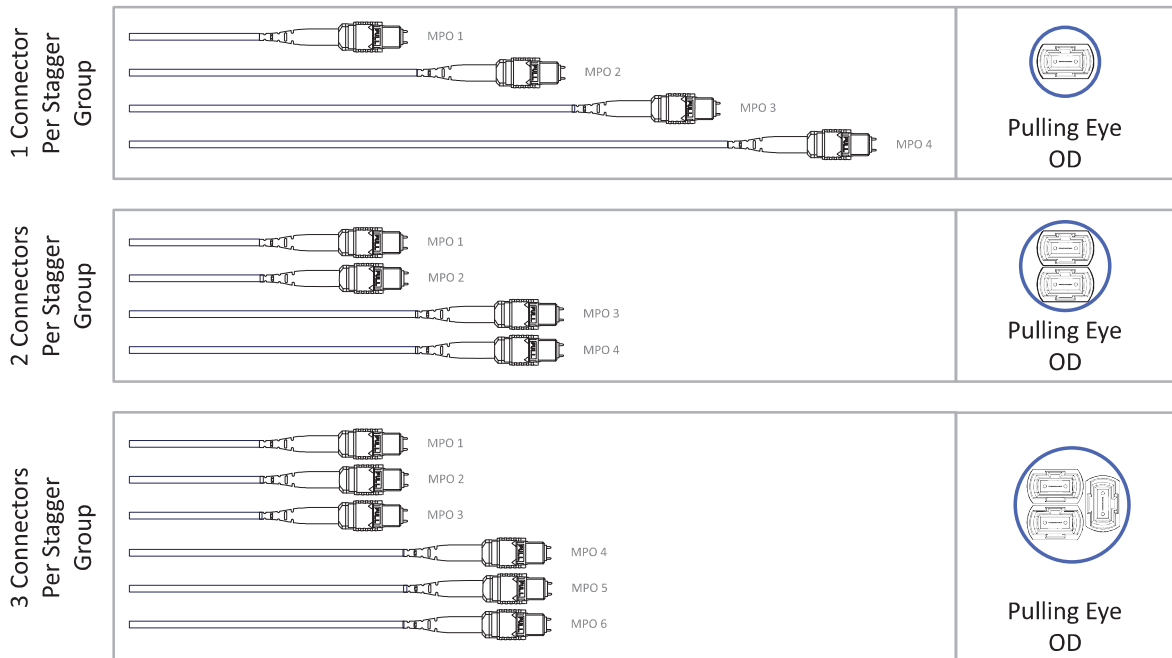 1 Connector
Per Stagger
Group
MPO 1
MPO 2
MPO 3
MPO 4
Pulling Eye
OD
2 Connectors
Per Stagger
Group
MPO 1
MPO 2
MPO 3
MPO 4
Pulling Eye
OD
3 Connectors
Per Stagger
Group
MPO 1
MPO 2
MPO 3
MPO 4
MPO 5
MPO 6
Pulling Eye
OD